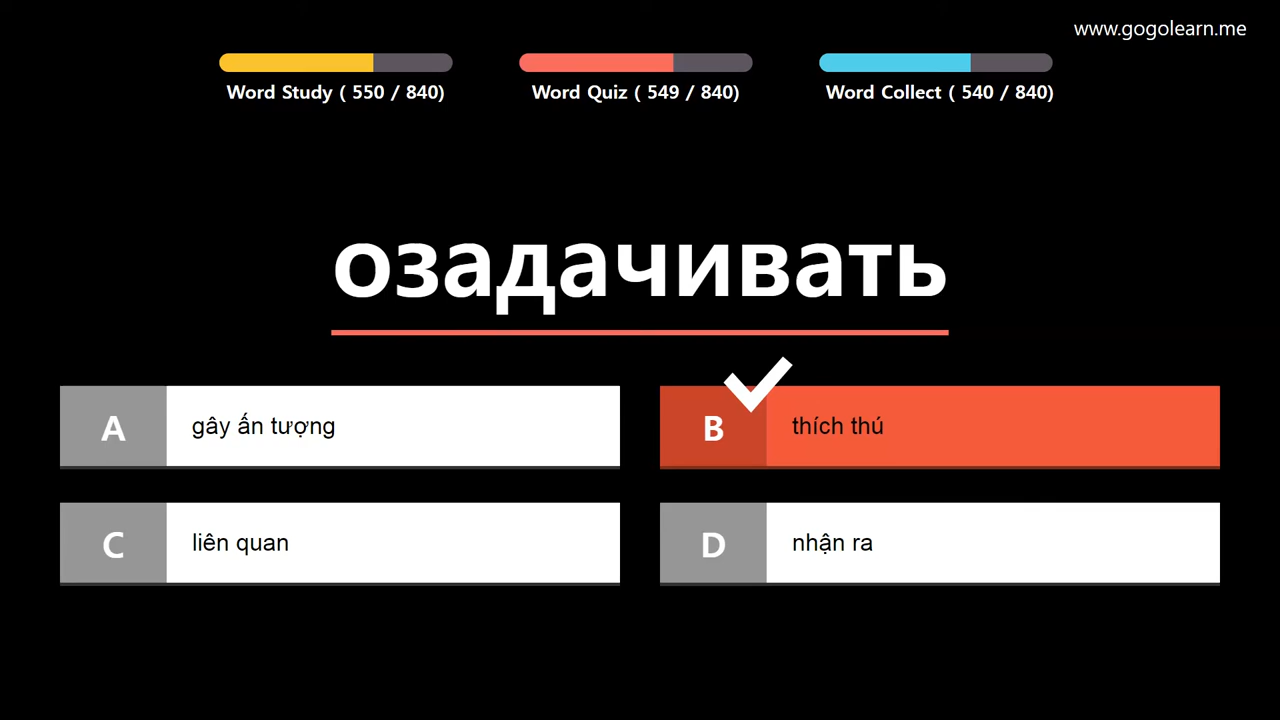 www.gogolearn.me
Word Study ( 550 / 840)
Word Quiz ( 549 / 840)
Word Collect ( 540 / 840)
озадачивать
A gây ấn tượng
B thích thú
C liên quan
D nhận ra